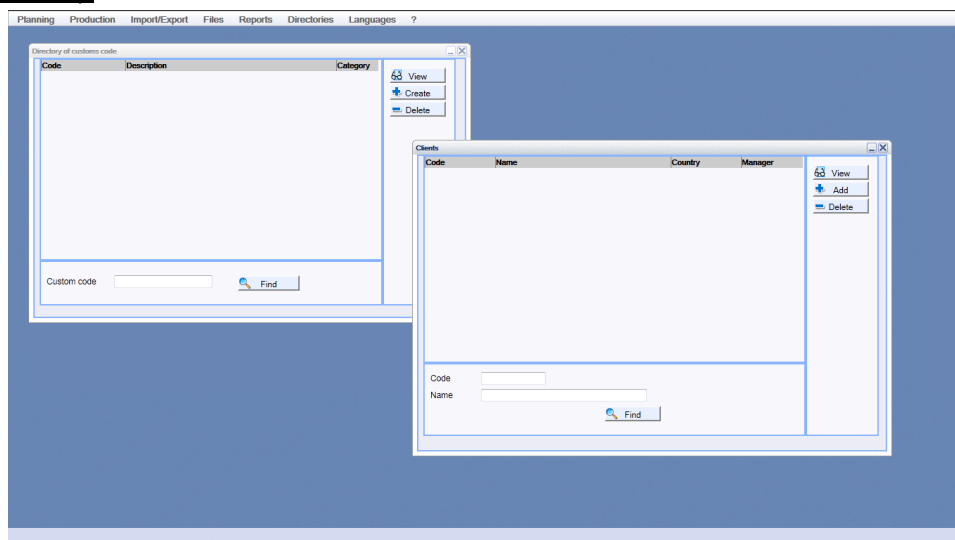 Planning Production Import/Export Files Reports Directories Languages ?
Directory of customs code
Code Description Category
View
Create
Delete
Custom code
Find
Clients
Code Name Country Manager
View
Add
Delete
Code
Name
Find